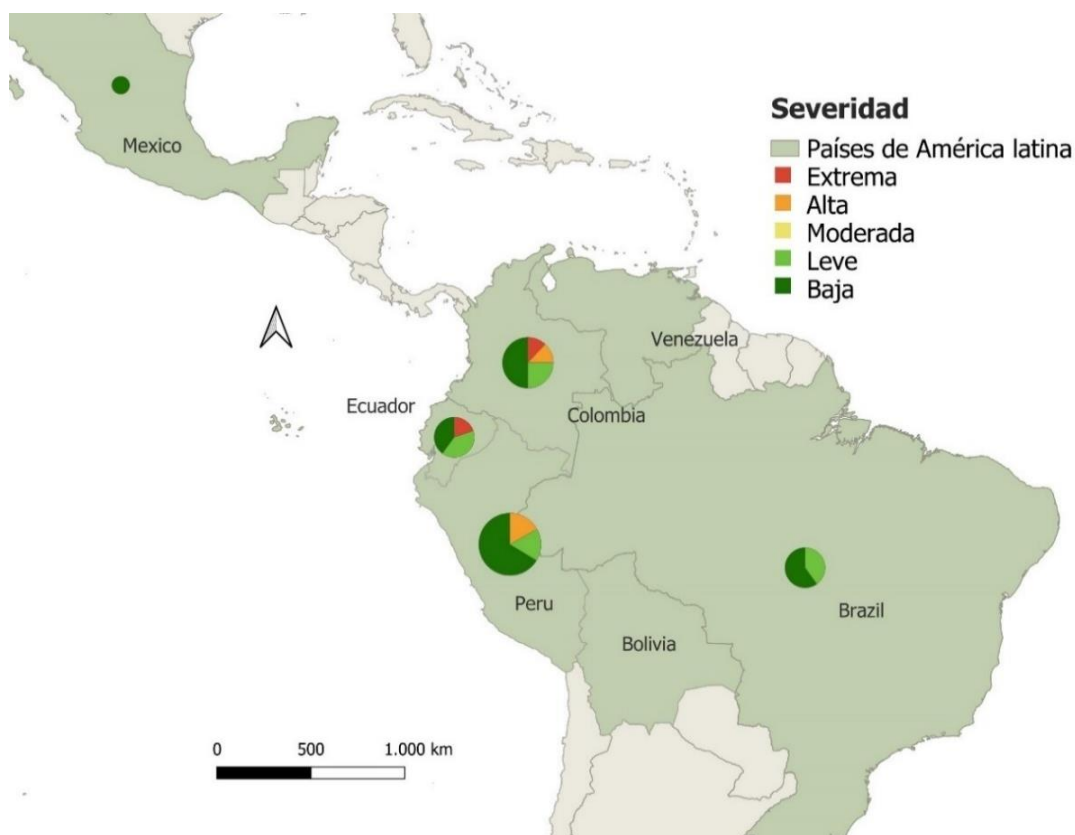 Severidad
Países de América latina
Extrema
Alta
Moderada
Leve
Baja
Mexico
Venezuela
Ecuador
Colombia
Peru
Brazil
Bolivia
0 500 1.000 km